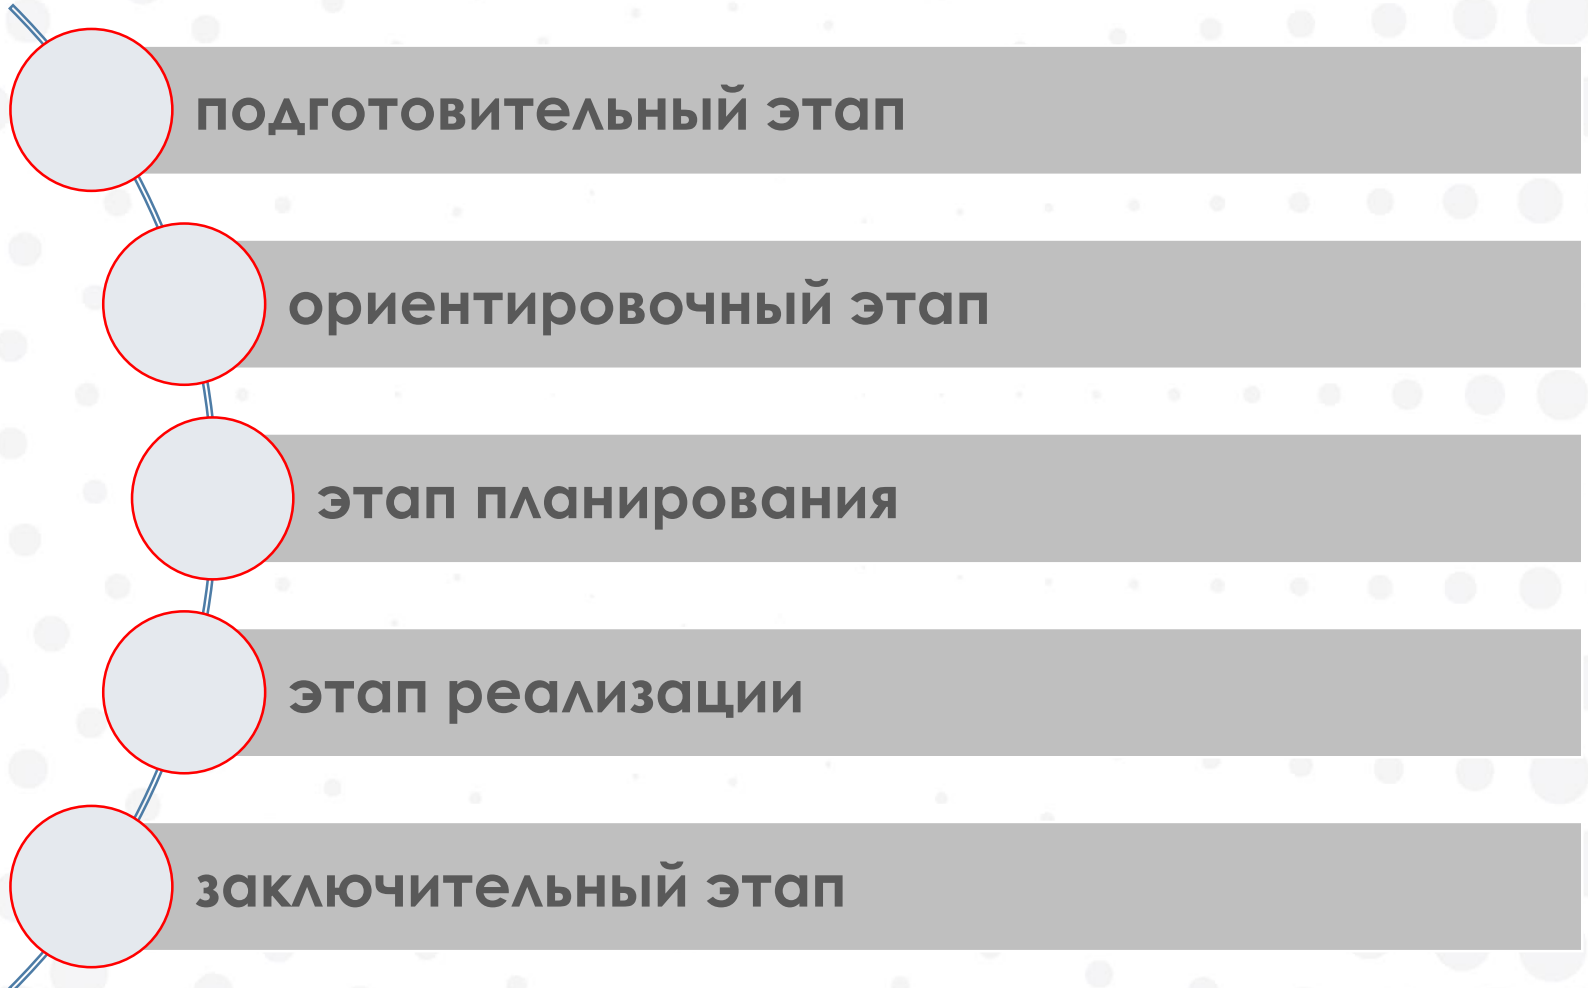 подготовительный этап
ориентировочный этап
этап планирования
этап реализации
заключительный этап